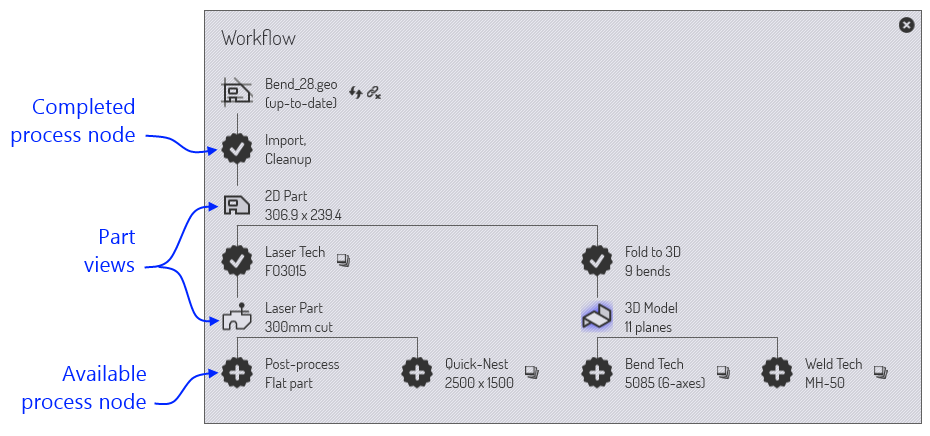 Workflow
Bend_28.geo
(up-to-date)
Completed
process node
Import,
Cleanup
2D Part
306.9 x 239.4
Part
views
Laser Tech
FO3015
Fold to 3D
9 bends
Laser Part
300mm cut
3D Model
11 planes
Available
process node
Post-process
Flat part
Quick-Nest
2500 x 1500
Bend Tech
5085 (6-axes)
Weld Tech
MH-50